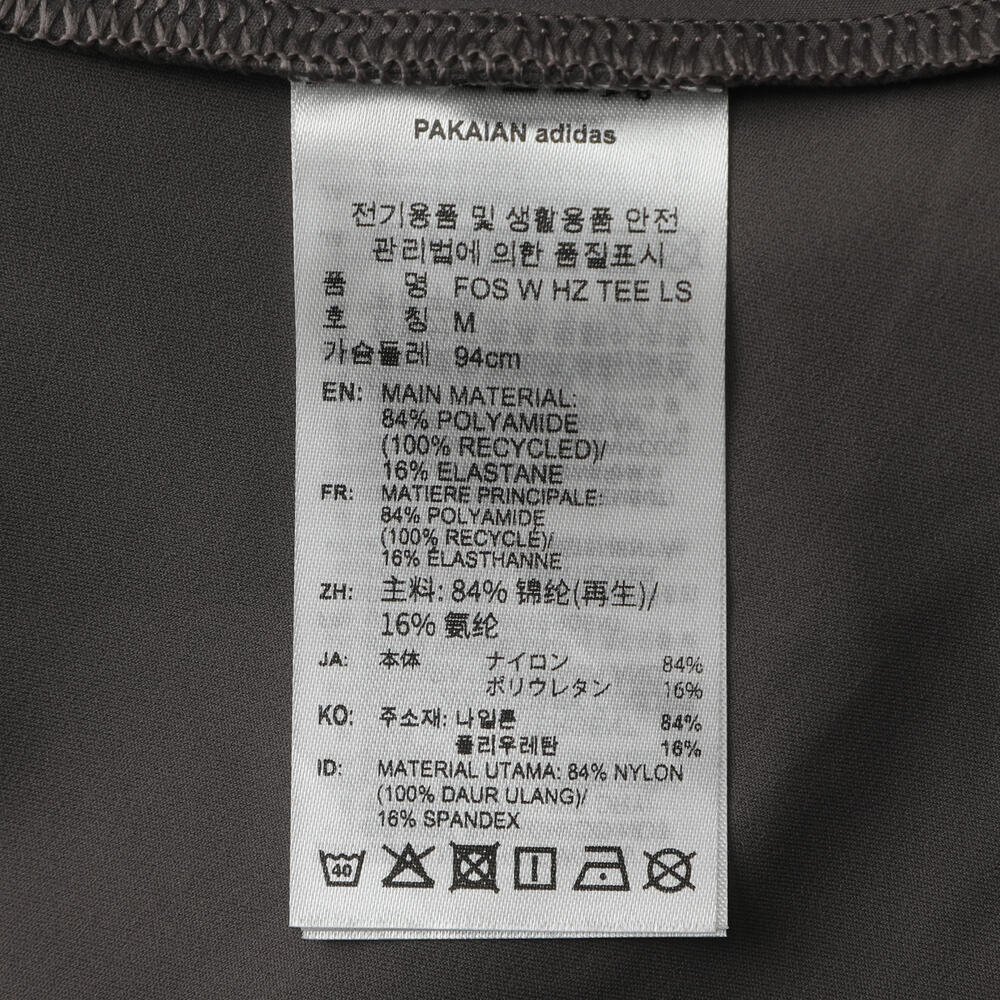 PAKAIAN adidas
전기용품 및 생활용품 안전
관리법에 의한 품질표시
품 명 FOS W HZ TEE LS
호 칭 M
가슴둘레 94cm
EN: MAIN MATERIAL:
84% POLYAMIDE
(100% RECYCLED)/
16% ELASTANE
FR: MATIERE PRINCIPALE:
84% POLYAMIDE
(100% RECYCLÉ)/
16% ÉLASTHANNE
ZH: 主料: 84% 锦纶(再生)/
16% 氨纶
JA: 本体 ナイロン 84%
ポリウレタン 16%
KO: 주소재: 나일론 84%
폴리우레탄 16%
ID: MATERIAL UTAMA: 84% NYLON
(100% DAUR ULANG)/
16% SPANDEX
40